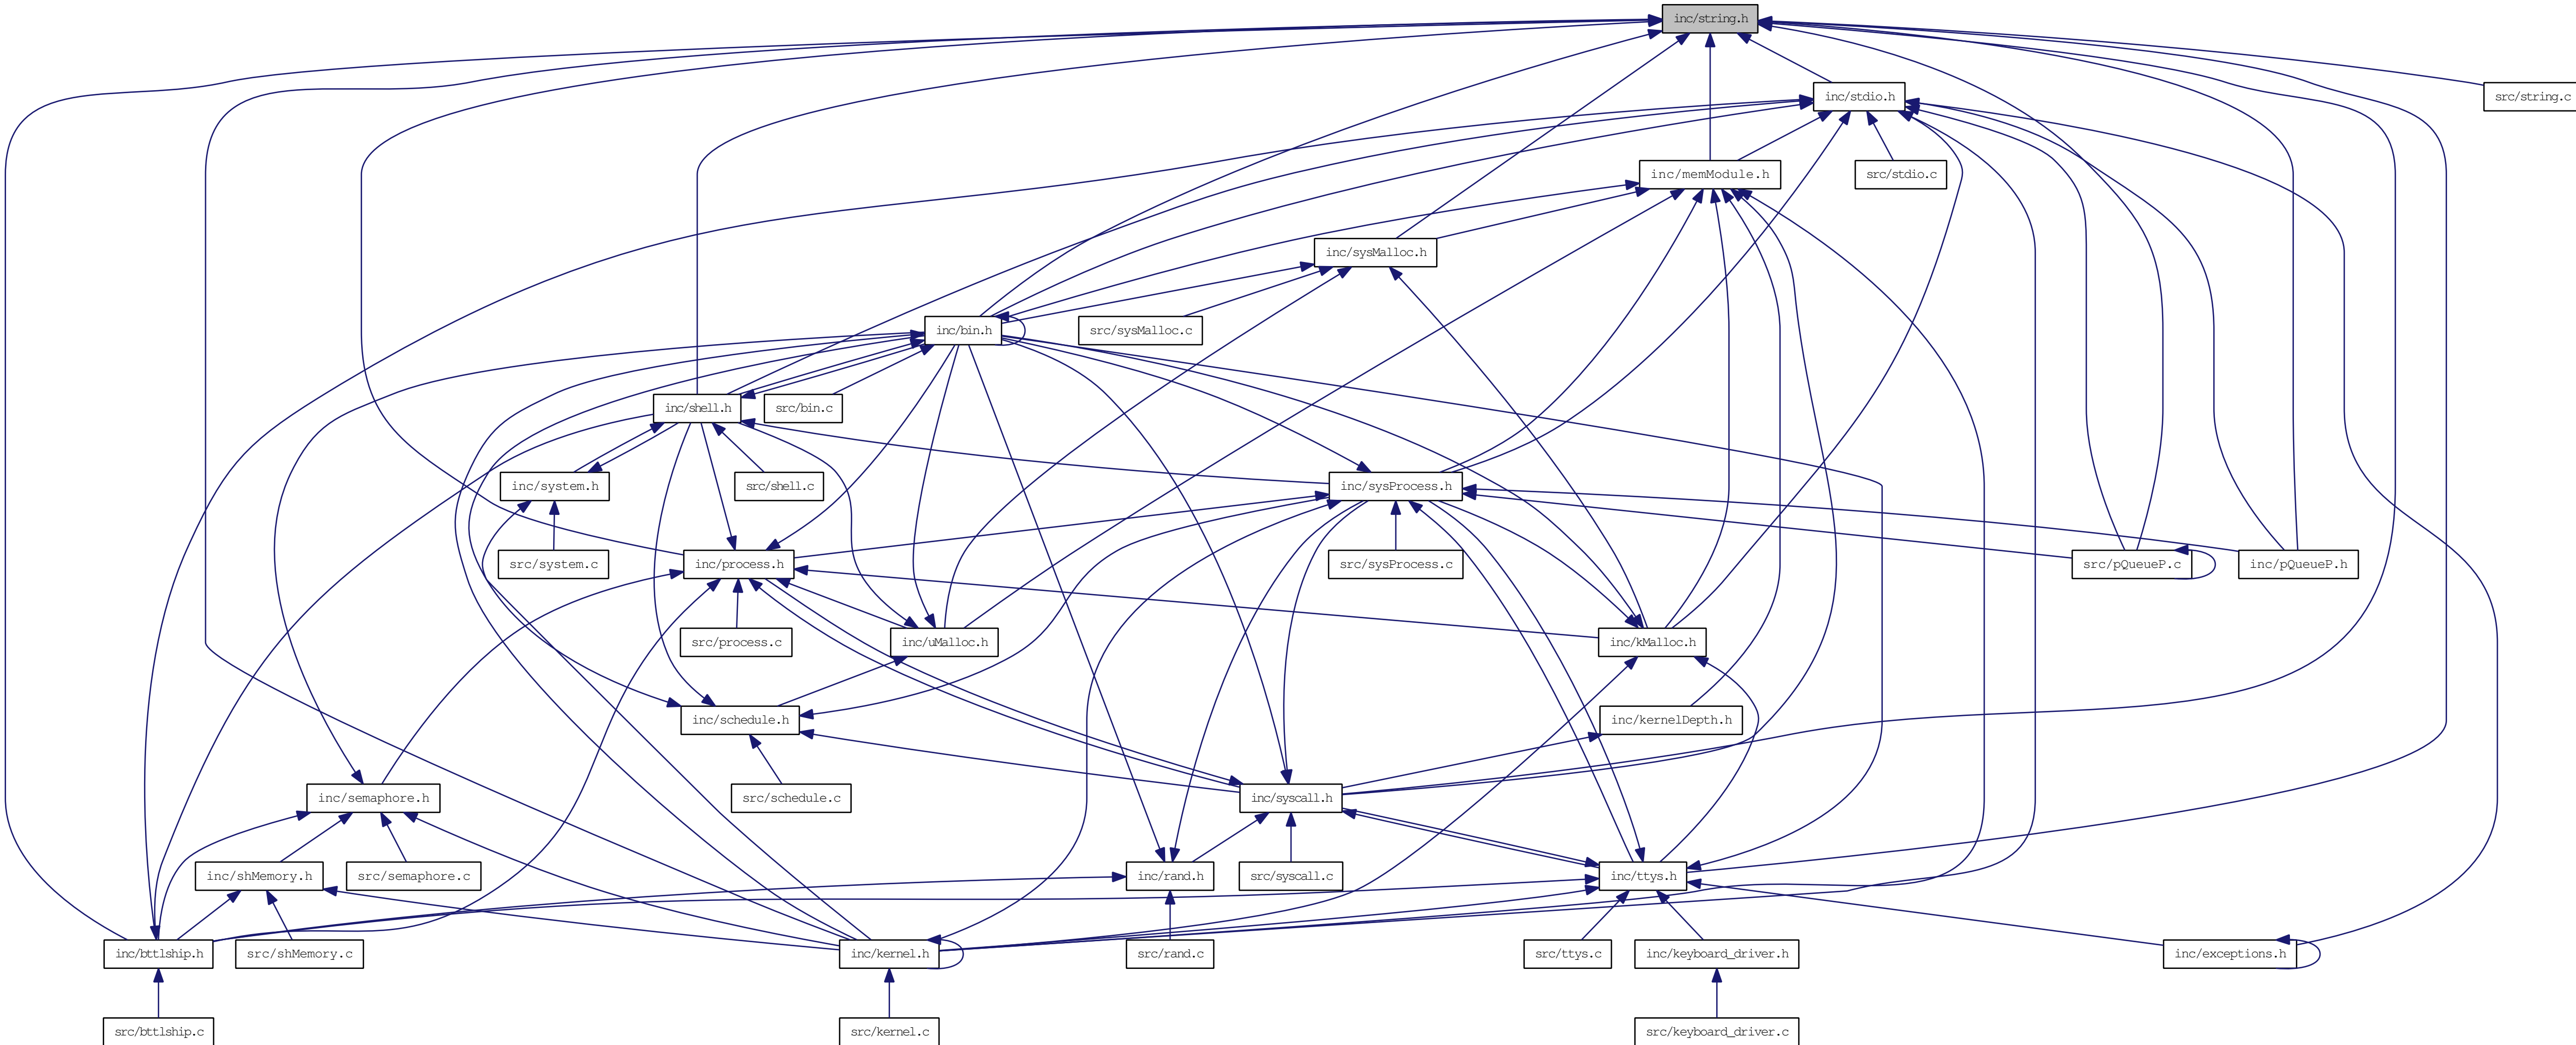 inc/string.h
inc/stdio.h
src/string.c
inc/memModule.h
src/stdio.c
inc/sysMalloc.h
inc/bin.h
src/sysMalloc.c
inc/shell.h
src/bin.c
inc/system.h
src/shell.c
inc/sysProcess.h
src/system.c
inc/process.h
src/sysProcess.c
src/pQueueP.c
inc/pQueueP.h
src/process.c
inc/uMalloc.h
inc/kMalloc.h
inc/schedule.h
inc/kernelDepth.h
inc/semaphore.h
src/schedule.c
inc/syscall.h
inc/shMemory.h
src/semaphore.c
inc/rand.h
src/syscall.c
inc/ttys.h
inc/bttlship.h
src/shMemory.c
inc/kernel.h
src/rand.c
src/ttys.c
inc/keyboard_driver.h
inc/exceptions.h
src/bttlship.c
src/kernel.c
src/keyboard_driver.c